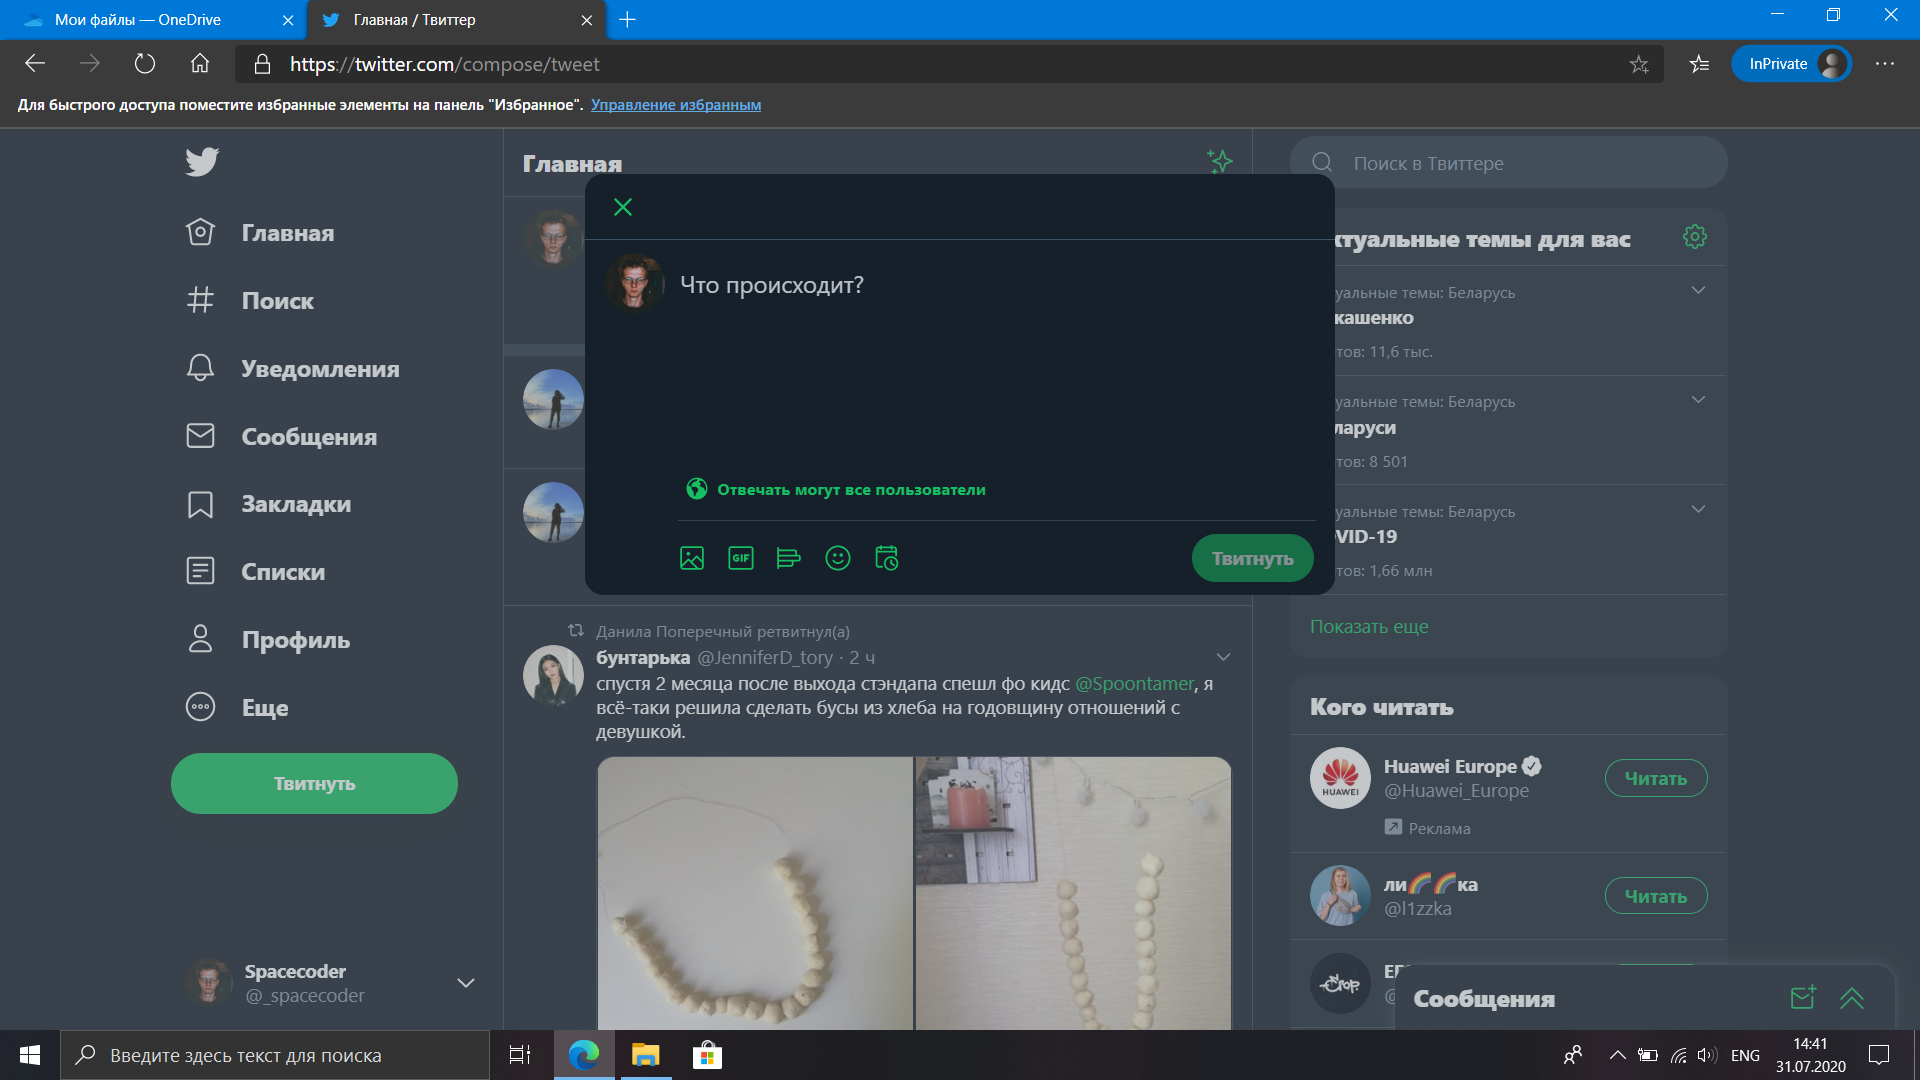 Мои файлы — OneDrive
Главная / Твиттер
https://twitter.com/compose/tweet
InPrivate
Для быстрого доступа поместите избранные элементы на панель "Избранное". Управление избранным
Главная
Поиск
Уведомления
Сообщения
Закладки
Списки
Профиль
Еще
Твитнуть
Spacecoder
@_spacecoder
Главная
Что происходит?
Отвечать могут все пользователи
GIF
Твитнуть
Данила Поперечный ретвитнул(а)
бунтарька @JenniferD_tory · 2 ч
спустя 2 месяца после выхода стэндапа спешл фо кидс @Spoontamer, я
всё-таки решила сделать бусы из хлеба на годовщину отношений с
девушкой.
Поиск в Твиттере
ктуальные темы для вас
уальные темы: Беларусь
кашенко
тов: 11,6 тыс.
уальные темы: Беларусь
ларуси
тов: 8 501
уальные темы: Беларусь
VID-19
тов: 1,66 млн
Показать еще
Кого читать
HUAWEI
Huawei Europe
@Huawei_Europe
Читать
Реклама
ли🌈🌈ка
@l1zzka
Читать
Сообщения
Введите здесь текст для поиска
ENG
14:41
31.07.2020